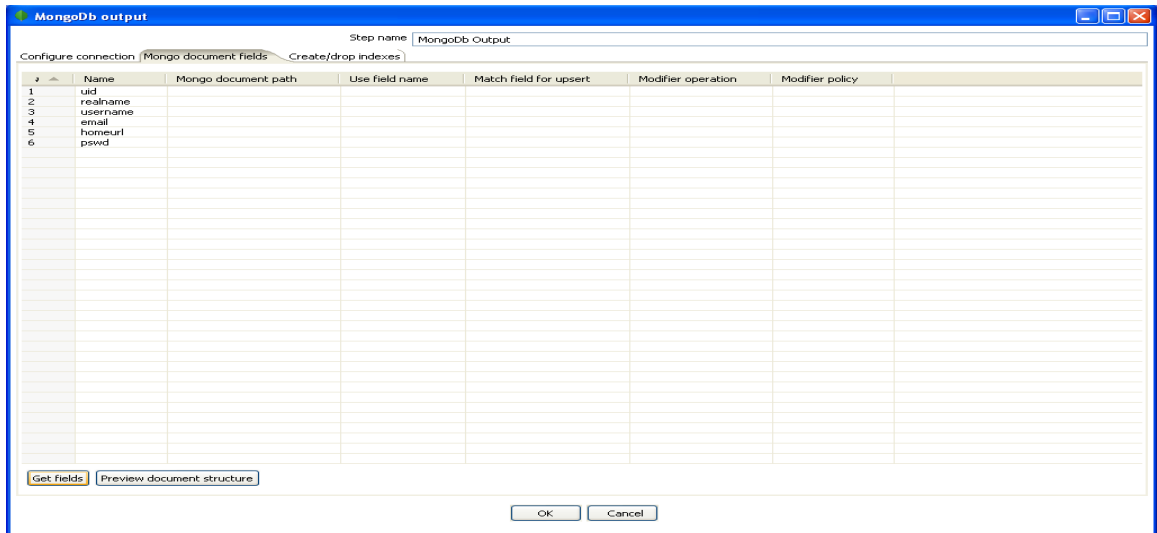 MongoDb output
Step name MongoDb Output
Configure connection Mongo document fields Create/drop indexes
Name Mongo document path Use field name Match field for upsert Modifier operation Modifier policy
1 uid
2 realname
3 username
4 email
5 homeurl
6 pswd
Get fields Preview document structure
OK Cancel